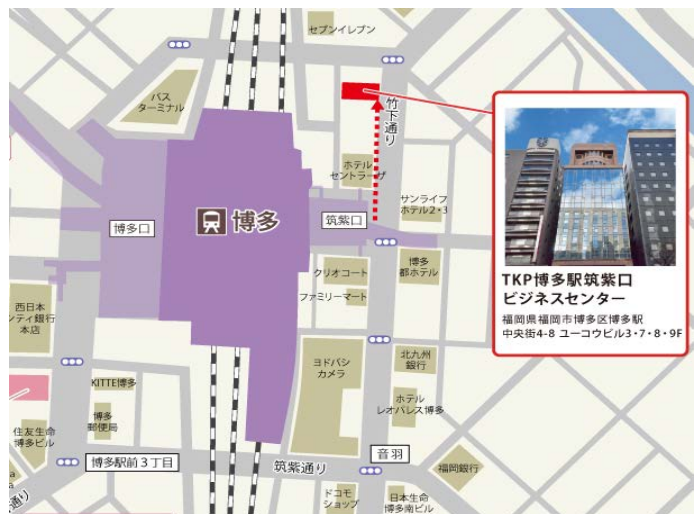 セブンイレブン
バス
ターミナル
竹下通り
ホテル
セントラーザ
サンライフ
ホテル2・3
博多口
博多
筑紫口
クリオコート
博多
都ホテル
ファミリーマート
TKP博多駅筑紫口
ビジネスセンター
福岡県福岡市博多区博多駅
中央街4-8 ユーコウビル3・7・8・9F
西日本
シティ銀行
本店
ヨドバシ
カメラ
北九州
銀行
KITTE博多
ホテル
レオパレス博多
博多
郵便局
住友生命
博多ビル
博多駅前3丁目
筑紫通り
音羽
福岡銀行
通り
ドコモ
ショップ
日本生命
博多南ビル